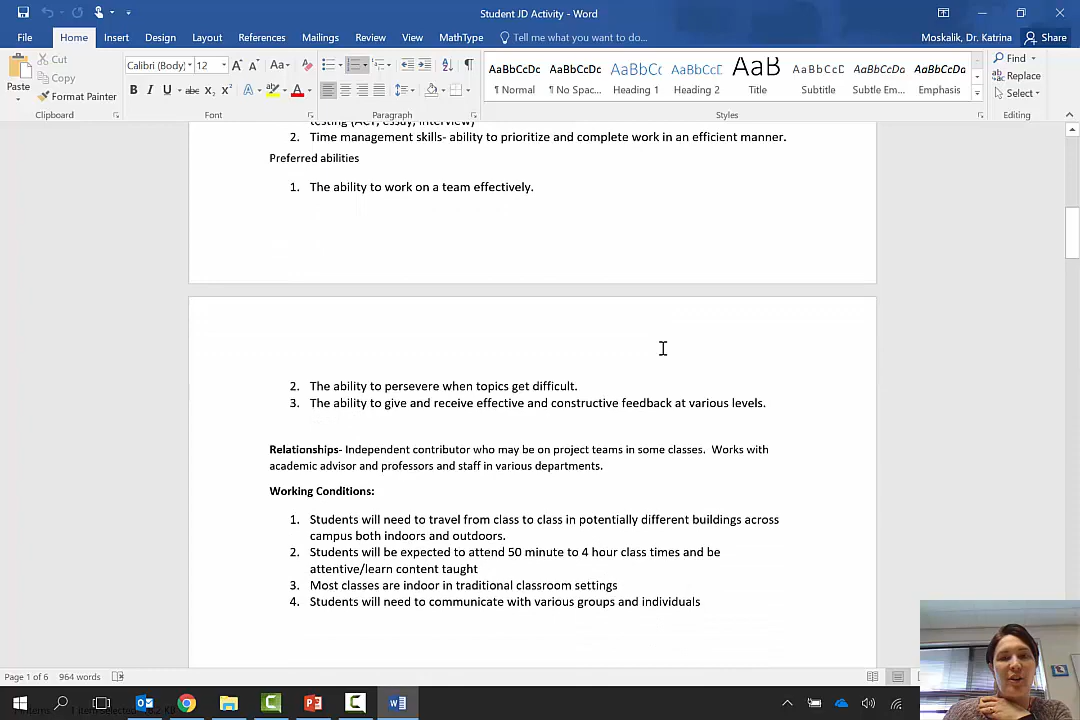 Student JD Activity - Word
File Home Insert Design Layout References Mailings Review View MathType Tell me what you want to do... Moskalik, Dr. Katrina Share
Paste
Cut
Copy
Format Painter
Clipboard
Calibri (Body) 12
Font
Paragraph
AaBbCcDc AaBbCcDc AaBbCc AaBbCcD AaB AaBbCcD AaBbCcDc AaBbCcDc
¶ Normal ¶ No Spac... Heading 1 Heading 2 Title Subtitle Subtle Em... Emphasis
Styles
Find
Replace
Select
Editing
testing (ACT, essay, interview)
2. Time management skills- ability to prioritize and complete work in an efficient manner.
Preferred abilities
1. The ability to work on a team effectively.
2. The ability to persevere when topics get difficult.
3. The ability to give and receive effective and constructive feedback at various levels.
Relationships- Independent contributor who may be on project teams in some classes. Works with
academic advisor and professors and staff in various departments.
Working Conditions:
1. Students will need to travel from class to class in potentially different buildings across
campus both indoors and outdoors.
2. Students will be expected to attend 50 minute to 4 hour class times and be
attentive/learn content taught
3. Most classes are indoor in traditional classroom settings
4. Students will need to communicate with various groups and individuals
Page 1 of 6 964 words